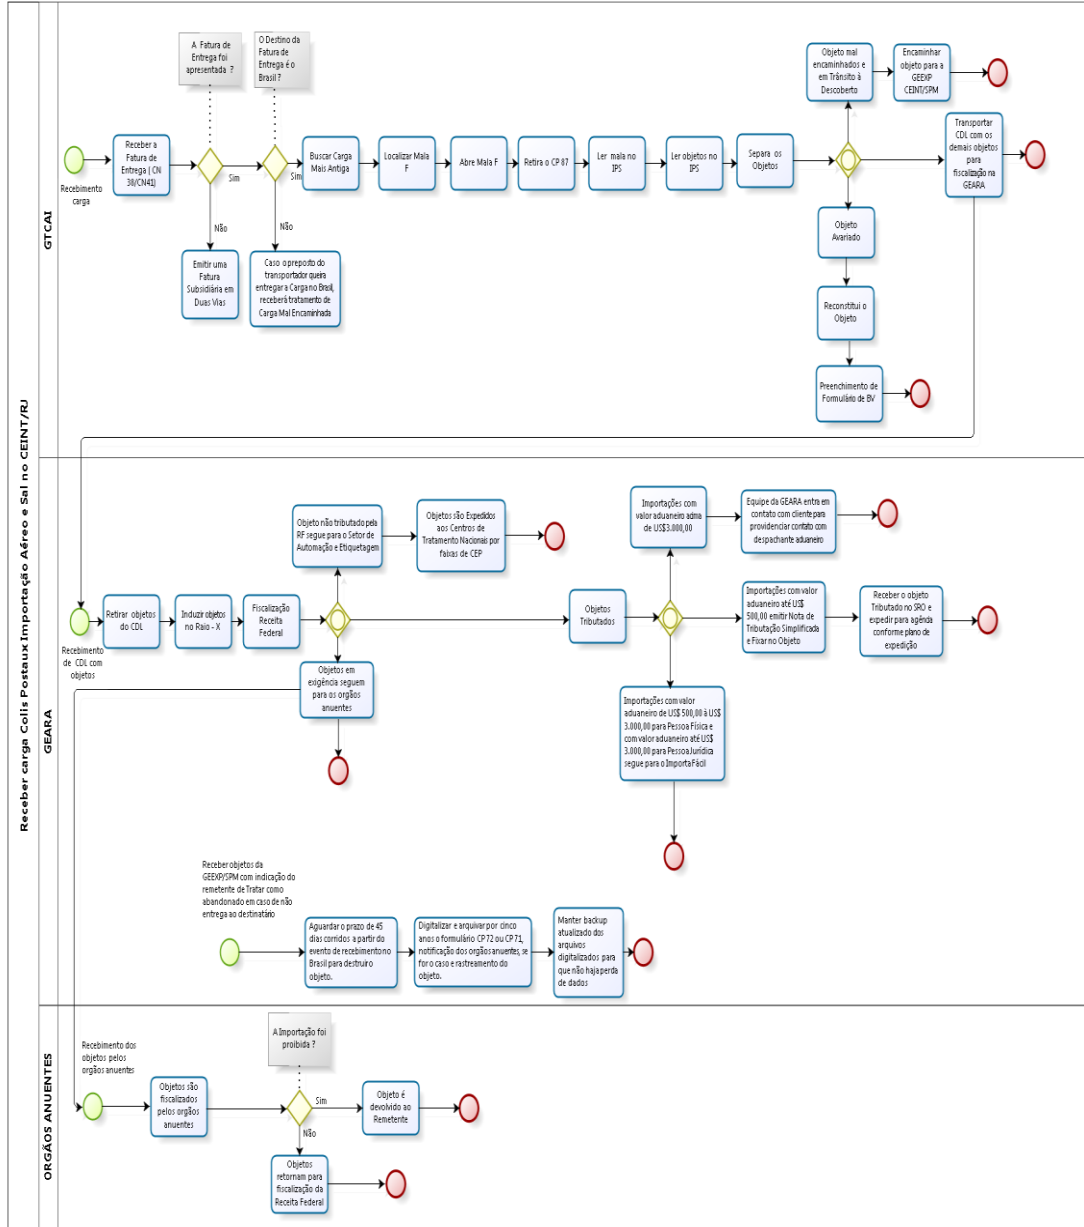 Receber carga Colis Postaux Importação Aéreo e Sal no CEINT/RJ
GTCAI
A Fatura de
Entrega foi
apresentada ?
O Destino da
Fatura de
Entrega é o
Brasil ?
Recebimento
carga
Receber a
Fatura de
Entrega ( CN
38/CN41)
Sim
Não
Emitir uma
Fatura
Subsidiária em
Duas Vias
Sim
Não
Caso o preposto do
transportador queira
entregar a Carga no Brasil,
receberá tratamento de
Carga Mal Encaminhada
Buscar Carga
Mais Antiga
Localizar Mala
F
Abre Mala F
Retira o CP 87
Ler mala no
IPS
Ler objetos no
IPS
Separa os
Objetos
Objeto mal
encaminhados e
em Trânsito à
Descoberto
Encaminhar
objeto para a
GEEXP
CEINT/SPM
Transportar
CDL com os
demais objetos
para
fiscalização na
GEARA
Objeto
Avariado
Reconstitui o
Objeto
Preenchimento de
Formulário de BV
GEARA
Recebimento
de CDL com
objetos
Retirar objetos
do CDL
Induzir objetos
no Raio - X
Fiscalização
Receita
Federal
Objeto não tributado pela
RF segue para o Setor de
Automação e Etiquetagem
Objetos são Expedidos
aos Centros de
Tratamento Nacionais por
faixas de CEP
Objetos em
exigência seguem
para os orgãos
anuentes
Objetos
Tributados
Importações com
valor aduaneiro acima
de US$3.000,00
Equipe da GEARA entra em
contato com cliente para
providenciar contato com
despachante aduaneiro
Importações com valor
aduaneiro até US$
500,00 emitir Nota de
Tributação Simplificada
e Fixar no Objeto
Receber o objeto
Tributado no SRO e
expedir para agênda
conforme plano de
expedição
Importações com valor
aduaneiro de US$ 500,00 à US$
3.000,00 para Pessoa Física e
com valor aduaneiro até US$
3.000,00 para Pessoa Jurídica
segue para o Importa Fácil
Receber objetos da
GEEXP/SPM com indicação do
remetente de Tratar como
abandonado em caso de não
entrega ao destinatário
Aguardar o prazo de 45
dias corridos a partir do
evento de recebimento no
Brasil para destruir o
objeto.
Digitalizar e arquivar por cinco
anos o formulário CP 72 ou CP 71,
notificação dos orgãos anuentes, se
for o caso e rastreamento do
objeto.
Manter backup
atualizado dos
arquivos
digitalizados para
que não haja perda
de dados
ORGÃOS ANUENTES
Recebimento dos
objetos pelos
orgãos anuentes
Objetos são
fiscalizados
pelos orgãos
anuentes
A Importação foi
proibida ?
Sim
Objeto é
devolvido ao
Remetente
Não
Objetos
retornam para
fiscalização da
Receita Federal